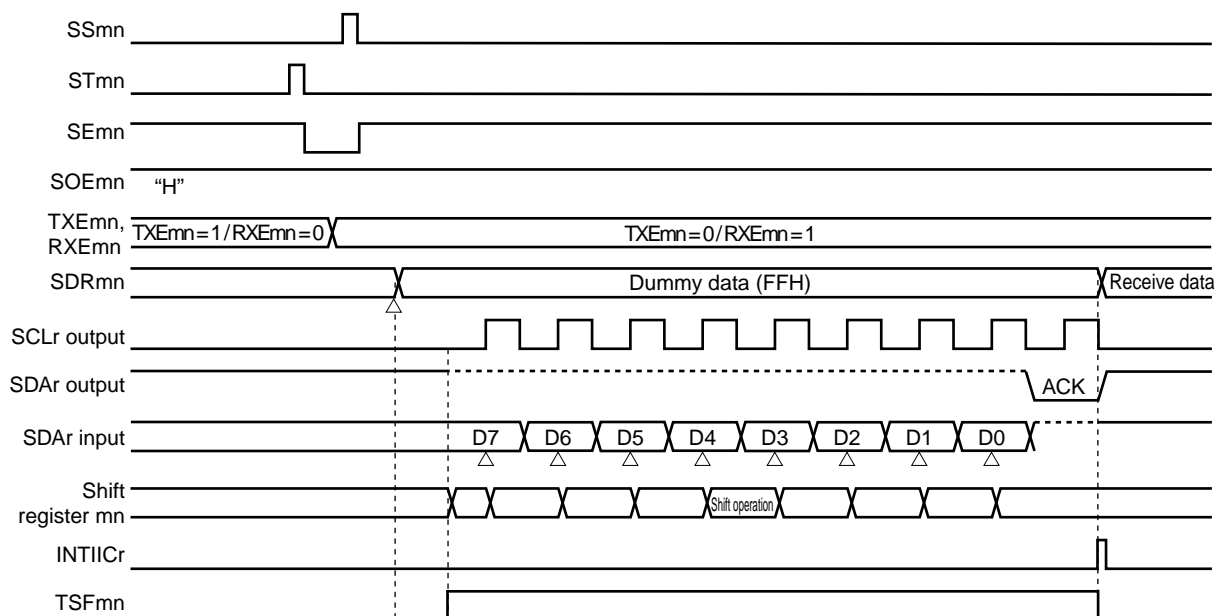 SSmn
STmn
SEmn
SOEmn “H”
TXEmn,
RXEmn
TXEmn=1/RXEmn=0 TXEmn=0/RXEmn=1
SDRmn Dummy data (FFH) Receive data
SCLr output
SDAr output ACK
SDAr input D7 D6 D5 D4 D3 D2 D1 D0
Shift
register mn Shift operation
INTIICr
TSFmn